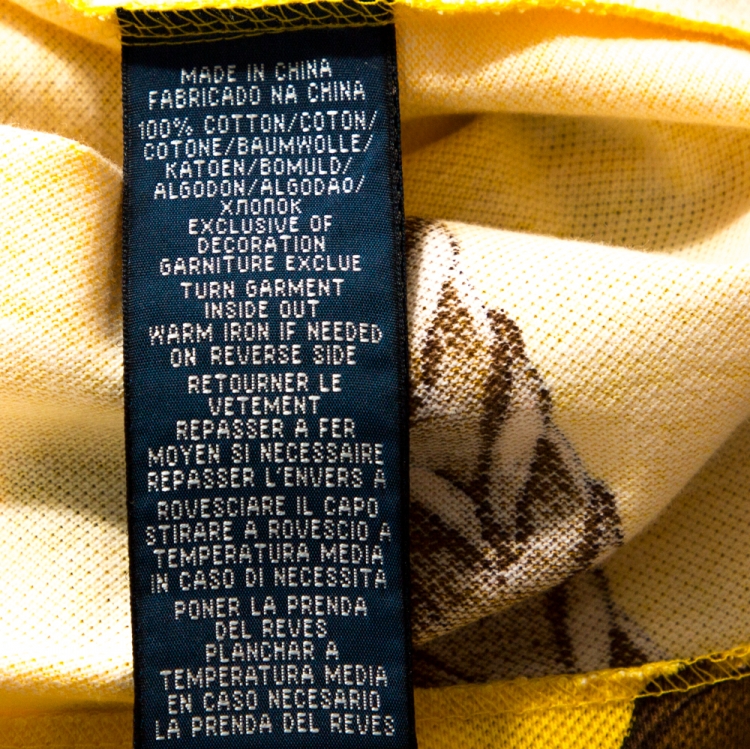 MADE IN CHINA
FABRICADO NA CHINA
100% COTTON/COTON/
COTONE/BAUMWOLLE/
KATOEN/BOMULD/
ALGODON/ALGODAO/
ХЛОПОК
EXCLUSIVE OF
DECORATION
GARNITURE EXCLUE
TURN GARMENT
INSIDE OUT
WARM IRON IF NEEDED
ON REVERSE SIDE
RETOURNER LE
VETEMENT
REPASSER A FER
MOYEN SI NECESSAIRE
REPASSER L'ENVERS A
ROVESCIARE IL CAPO
STIRARE A ROVESCIO A
TEMPERATURA MEDIA
IN CASO DI NECESSITA
PONER LA PRENDA
DEL REVES
PLANCHAR A
TEMPERATURA MEDIA
EN CASO NECESARIO
LA PRENDA DEL REVES